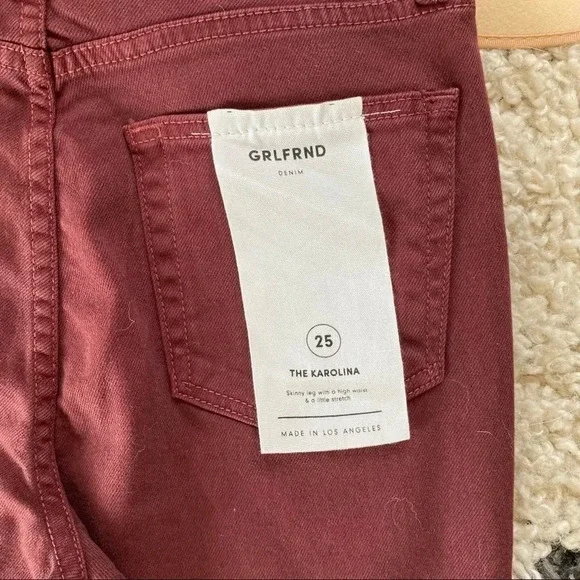 GRLFRND
DENIM
25
THE KAROLINA
Skinny leg with a high waist
& a little stretch
MADE IN LOS ANGELES